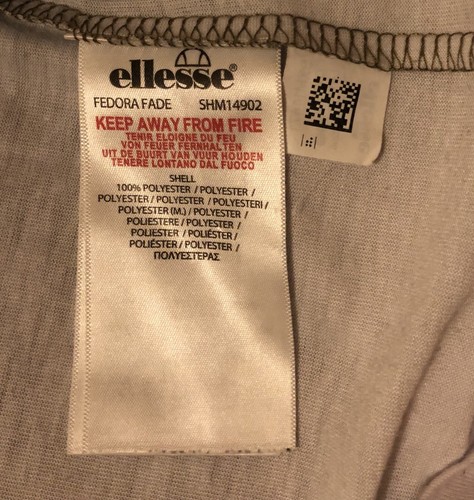 ellesse®
FEDORA FADE SHM14902
KEEP AWAY FROM FIRE
TENIR ELOIGNE DU FEU
VON FEUER FERNHALTEN
UIT DE BUURT VAN VUUR HOUDEN
TENERE LONTANO DAL FUOCO
SHELL
100% POLYESTER / POLYESTER /
POLYESTER / POLYESTER / POLYESTERI /
POLYESTER (M.) / POLYESTER /
POLIESTERE / POLYESTER /
POLIESTER / POLIÉSTER /
POLIÉSTER / POLYESTER /
ΠΟΛΥΕΣΤΕΡΑΣ